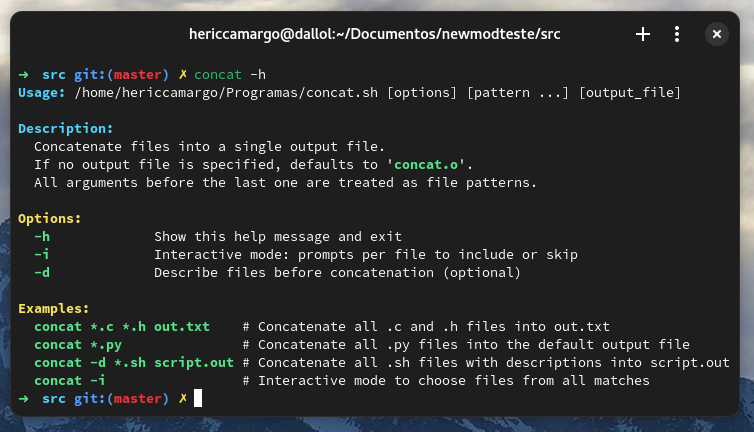 hericcamargo@dallol:~/Documentos/newmodteste/src
➜ src git:(master) ✗ concat -h
Usage: /home/hericcamargo/Programas/concat.sh [options] [pattern ...] [output_file]
Description:
Concatenate files into a single output file.
If no output file is specified, defaults to 'concat.o'.
All arguments before the last one are treated as file patterns.
Options:
-h Show this help message and exit
-i Interactive mode: prompts per file to include or skip
-d Describe files before concatenation (optional)
Examples:
concat *.c *.h out.txt # Concatenate all .c and .h files into out.txt
concat *.py # Concatenate all .py files into the default output file
concat -d *.sh script.out # Concatenate all .sh files with descriptions into script.out
concat -i # Interactive mode to choose files from all matches
➜ src git:(master) ✗